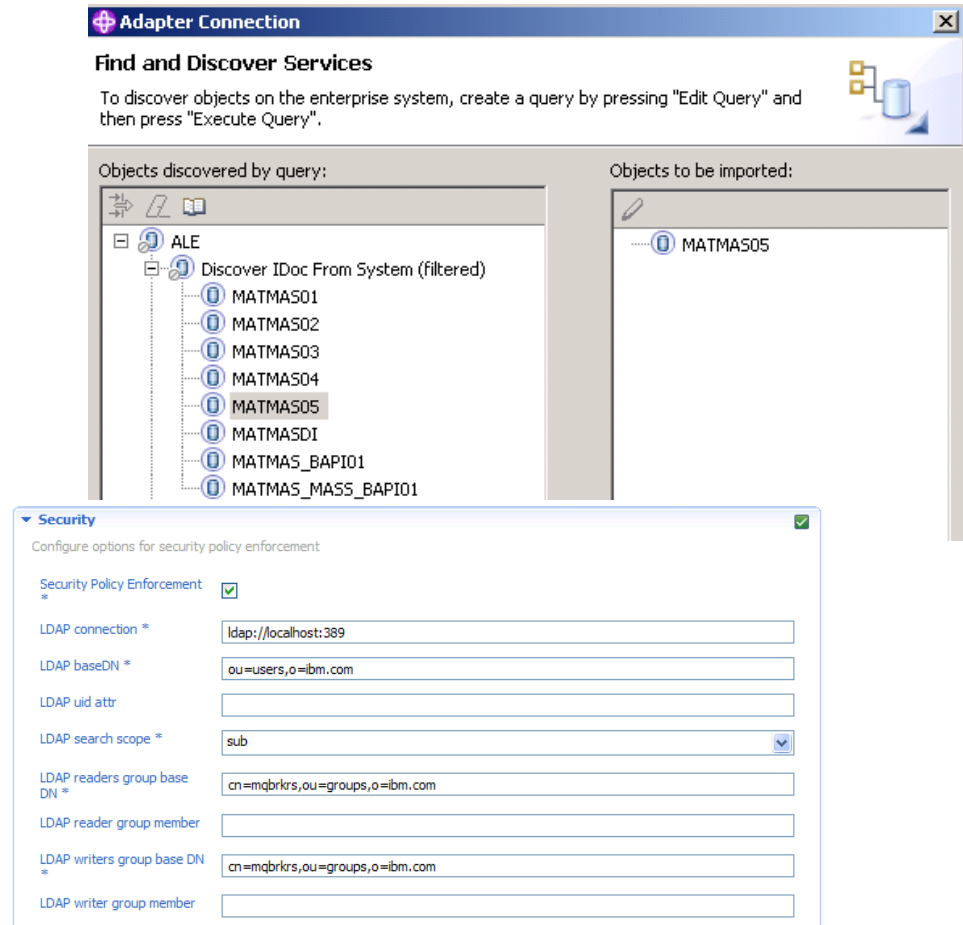 Adapter Connection
Find and Discover Services
To discover objects on the enterprise system, create a query by pressing "Edit Query" and
then press "Execute Query".
Objects discovered by query:
Objects to be imported:
ALE
Discover IDoc From System (filtered)
MATMAS01
MATMAS02
MATMAS03
MATMAS04
MATMAS05
MATMASDI
MATMAS_BAPI01
MATMAS_MASS_BAPI01
MATMAS05
Security
Configure options for security policy enforcement
Security Policy Enforcement
*
LDAP connection *
ldap://localhost:389
LDAP baseDN *
ou=users,o=ibm.com
LDAP uid attr
LDAP search scope *
sub
LDAP readers group base
DN *
cn=mqbrkrs,ou=groups,o=ibm.com
LDAP reader group member
LDAP writers group base DN
*
cn=mqbrkrs,ou=groups,o=ibm.com
LDAP writer group member